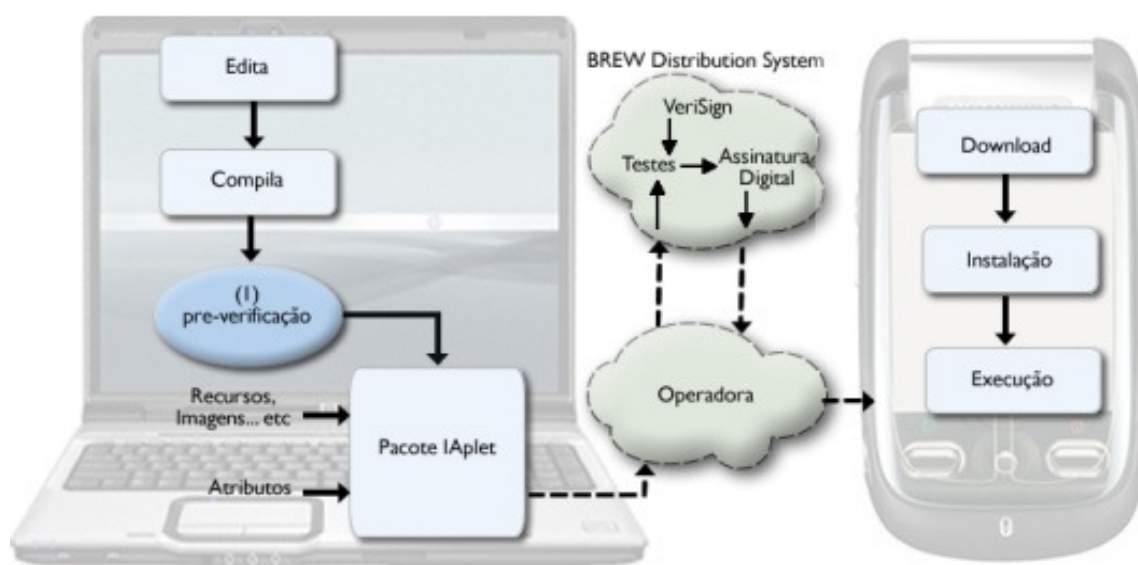 Edita
Compila
(1)
pre-verificação
Recursos,
Imagens... etc
Atributos
Pacote IAplet
BREW Distribution System
VeriSign
Testes
Assinatura
Digital
Operadora
Download
Instalação
Execução